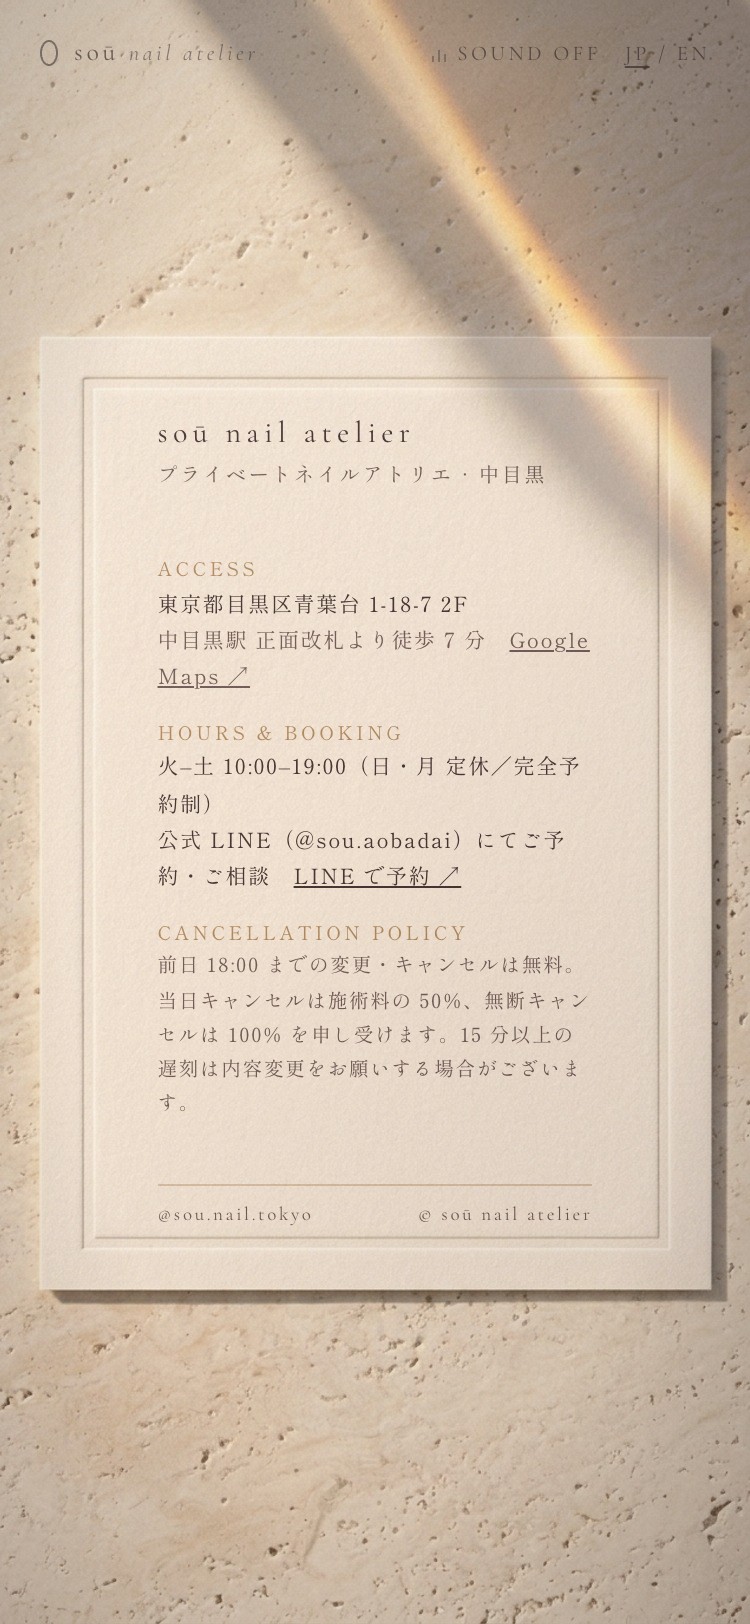 soū nail atelier
SOUND OFF JP / EN
soū nail atelier
プライベートネイルアトリエ · 中目黒
ACCESS
東京都目黒区青葉台 1-18-7 2F
中目黒駅 正面改札より徒歩 7 分 Google
Maps ↗
HOURS & BOOKING
火–土 10:00–19:00（日・月 定休／完全予
約制）
公式 LINE（@sou.aobadai）にてご予
約・ご相談 LINE で予約 ↗
CANCELLATION POLICY
前日 18:00 までの変更・キャンセルは無料。
当日キャンセルは施術料の 50%、無断キャン
セルは 100% を申し受けます。15 分以上の
遅刻は内容変更をお願いする場合がございま
す。
@sou.nail.tokyo © soū nail atelier